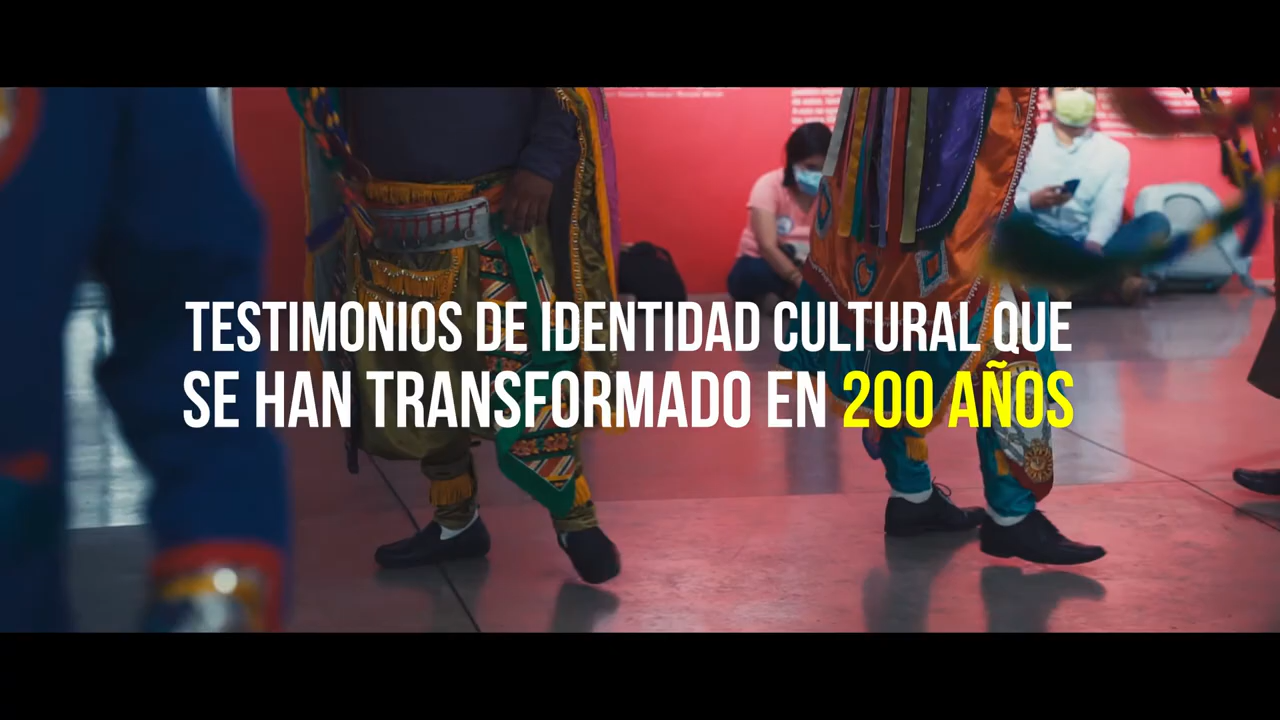 TESTIMONIOS DE IDENTIDAD CULTURAL QUE
SE HAN TRANSFORMADO EN 200 AÑOS